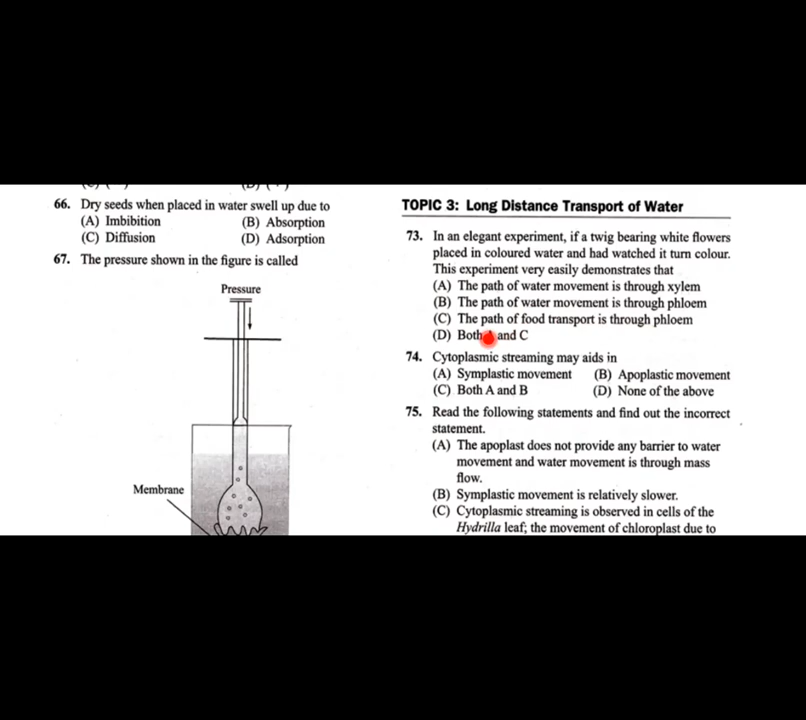 66. Dry seeds when placed in water swell up due to
(A) Imbibition (B) Absorption
(C) Diffusion (D) Adsorption
67. The pressure shown in the figure is called
Pressure
Membrane
TOPIC 3: Long Distance Transport of Water
73. In an elegant experiment, if a twig bearing white flowers
placed in coloured water and had watched it turn colour.
This experiment very easily demonstrates that
(A) The path of water movement is through xylem
(B) The path of water movement is through phloem
(C) The path of food transport is through phloem
(D) Both and C
74. Cytoplasmic streaming may aids in
(A) Symplastic movement (B) Apoplastic movement
(C) Both A and B (D) None of the above
75. Read the following statements and find out the incorrect
statement.
(A) The apoplast does not provide any barrier to water
movement and water movement is through mass
flow.
(B) Symplastic movement is relatively slower.
(C) Cytoplasmic streaming is observed in cells of the
Hydrilla leaf; the movement of chloroplast due to